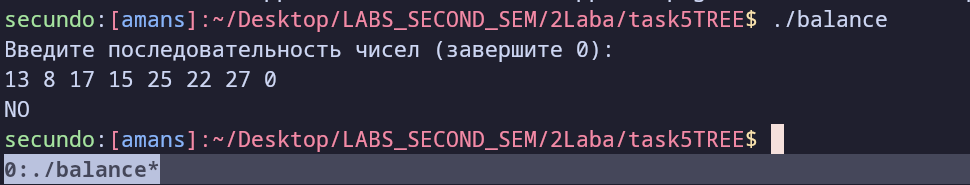 secundo:[amans]:~/Desktop/LABS_SECOND_SEM/2Laba/task5TREE$ ./balance
Введите последовательность чисел (завершите 0):
13 8 17 15 25 22 27 0
NO
secundo:[amans]:~/Desktop/LABS_SECOND_SEM/2Laba/task5TREE$
0:./balance*